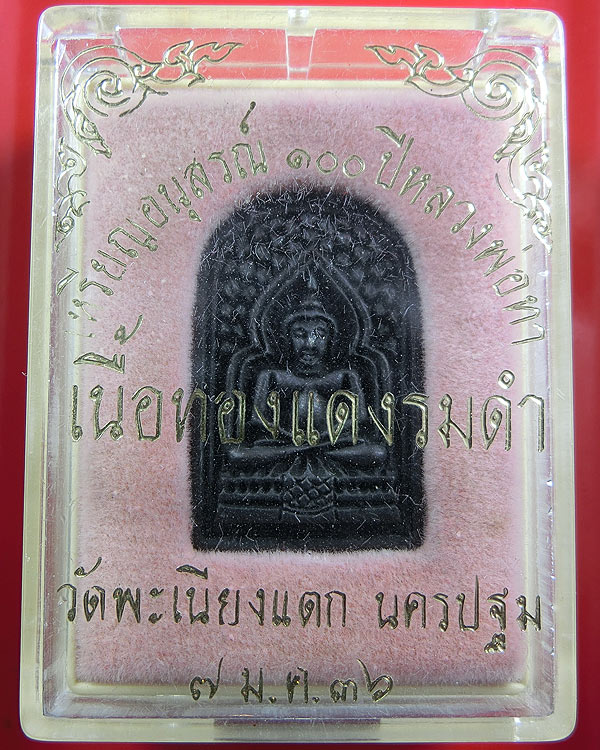 เหรียญอนุสรณ์ ๑๐๐ ปีหลวงพ่อทา
เนื้อทองแดงรมดำ
วัดพะเนียงแตก นครปฐม
๗ ม.ค.๓๖